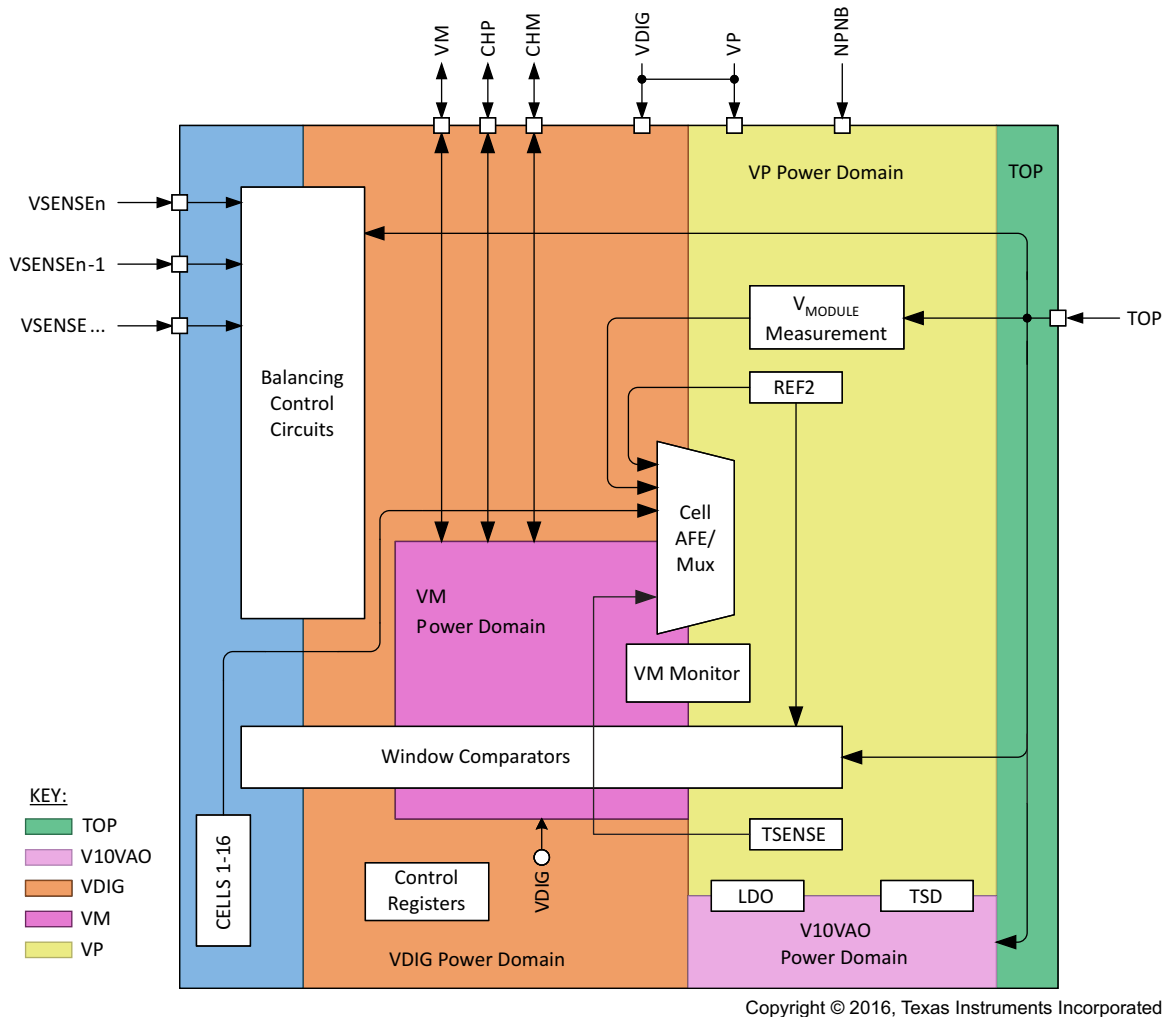 VM
CHP
CHM
VDIG
VP
NPNB
VP Power Domain
TOP
VSENSEn
VSENSEn-1
VSENSE ...
TOP
VMODULE
Measurement
REF2
Balancing
Control
Circuits
Cell
AFE/
Mux
VM
Power Domain
VM Monitor
Window Comparators
KEY:
TOP
V10VAO
VDIG
VM
VP
CELLS 1-16
Control
Registers
VDIG
TSENSE
LDO
TSD
V10VAO
Power Domain
VDIG Power Domain
Copyright © 2016, Texas Instruments Incorporated